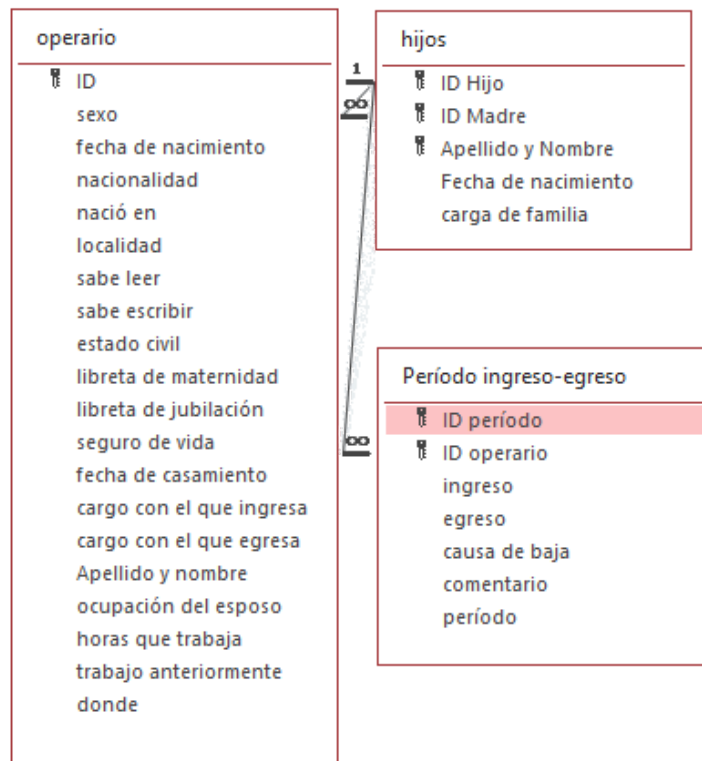 operario
ID
sexo
fecha de nacimiento
nacionalidad
nació en
localidad
sabe leer
sabe escribir
estado civil
libreta de maternidad
libreta de jubilación
seguro de vida
fecha de casamiento
cargo con el que ingresa
cargo con el que egresa
Apellido y nombre
ocupación del esposo
horas que trabaja
trabajo anteriormente
donde
1
∞
∞
hijos
ID Hijo
ID Madre
Apellido y Nombre
Fecha de nacimiento
carga de familia
Período ingreso-egreso
ID período
ID operario
ingreso
egreso
causa de baja
comentario
período